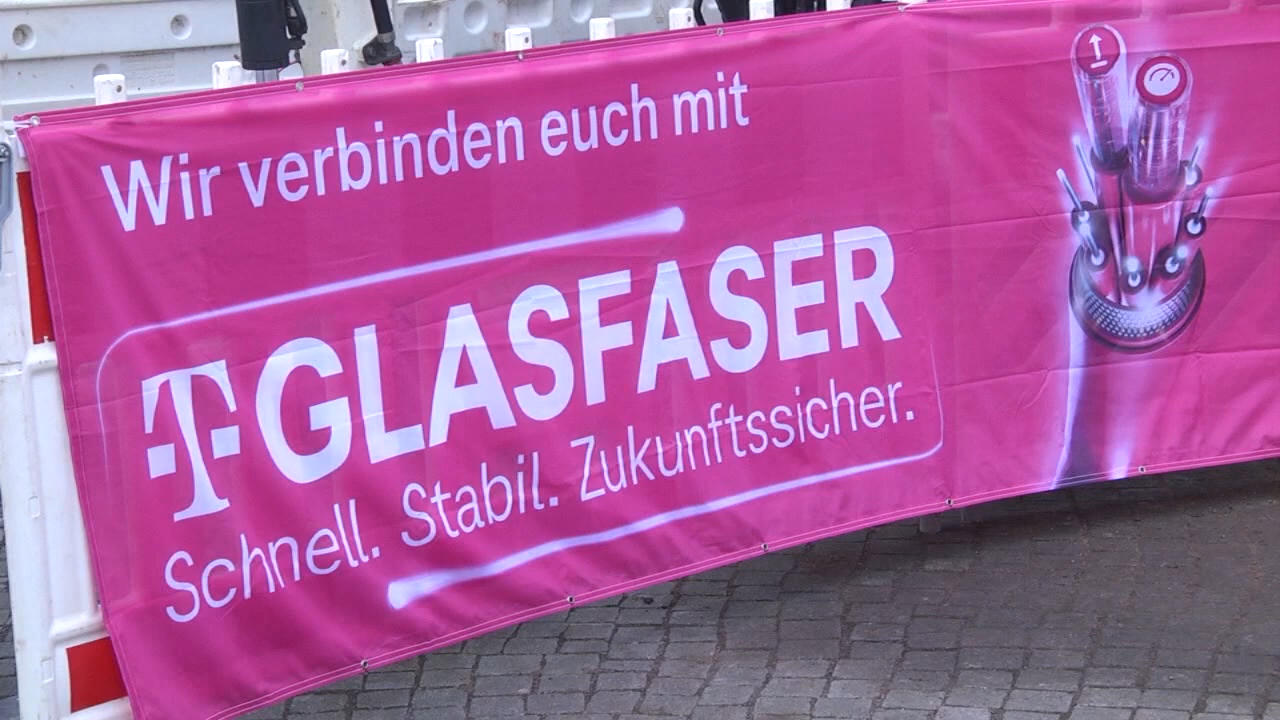 Wir verbinden euch mit
T GLASFASER
Schnell. Stabil. Zukunftssicher.